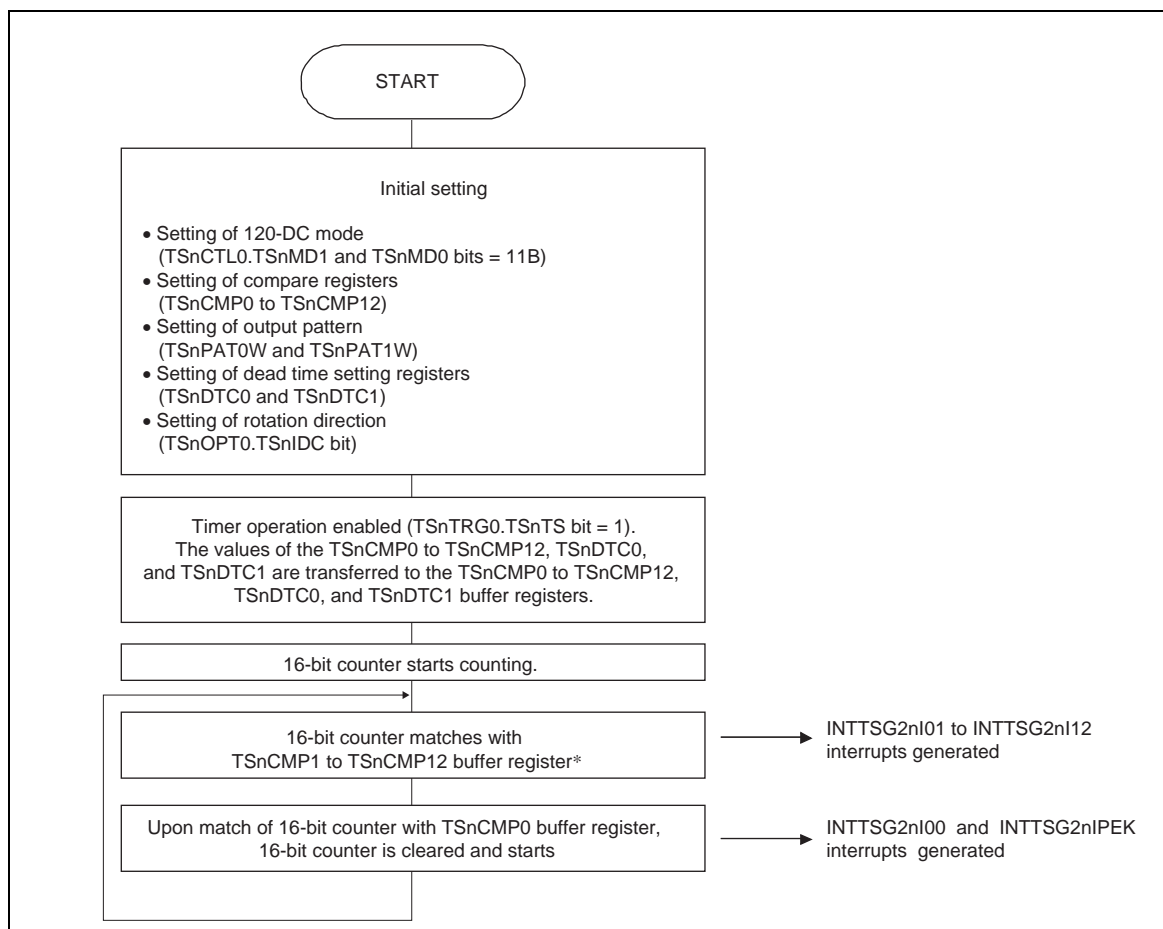 START
Initial setting
• Setting of 120-DC mode
(TSnCTL0.TSnMD1 and TSnMD0 bits = 11B)
• Setting of compare registers
(TSnCMP0 to TSnCMP12)
• Setting of output pattern
(TSnPAT0W and TSnPAT1W)
• Setting of dead time setting registers
(TSnDTC0 and TSnDTC1)
• Setting of rotation direction
(TSnOPT0.TSnIDC bit)
Timer operation enabled (TSnTRG0.TSnTS bit = 1).
The values of the TSnCMP0 to TSnCMP12, TSnDTC0,
and TSnDTC1 are transferred to the TSnCMP0 to TSnCMP12,
TSnDTC0, and TSnDTC1 buffer registers.
16-bit counter starts counting.
16-bit counter matches with
TSnCMP1 to TSnCMP12 buffer register*
INTTSG2nI01 to INTTSG2nI12
interrupts generated
Upon match of 16-bit counter with TSnCMP0 buffer register,
16-bit counter is cleared and starts
INTTSG2nI00 and INTTSG2nIPEK
interrupts generated